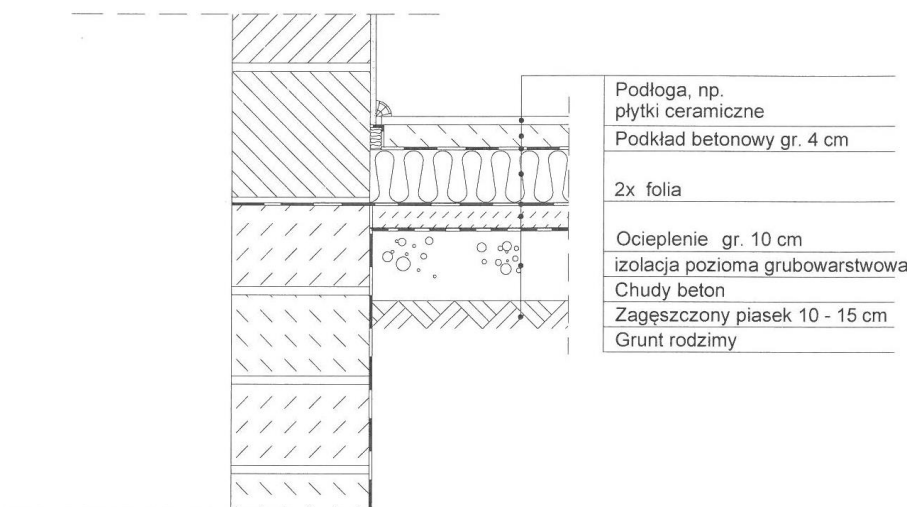 Podłoga, np.
płytki ceramiczne
Podkład betonowy gr. 4 cm
2x folia
Ocieplenie gr. 10 cm
izolacja pozioma grubowarstwowa
Chudy beton
Zagęszczony piasek 10 - 15 cm
Grunt rodzimy